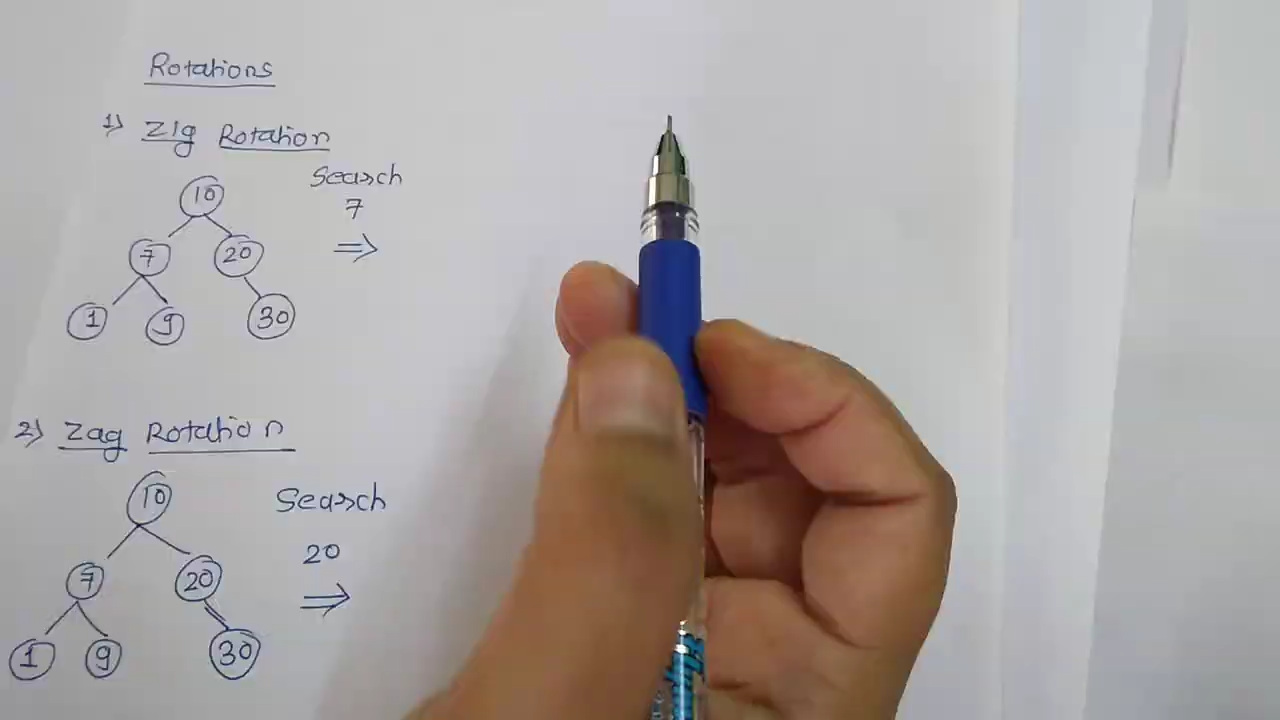 Rotations
1) Zig Rotation
10
Search
7
7 20
⇒
1 9 30
2) Zag Rotation
10
Search
20
7 20
⇒
1 9 30